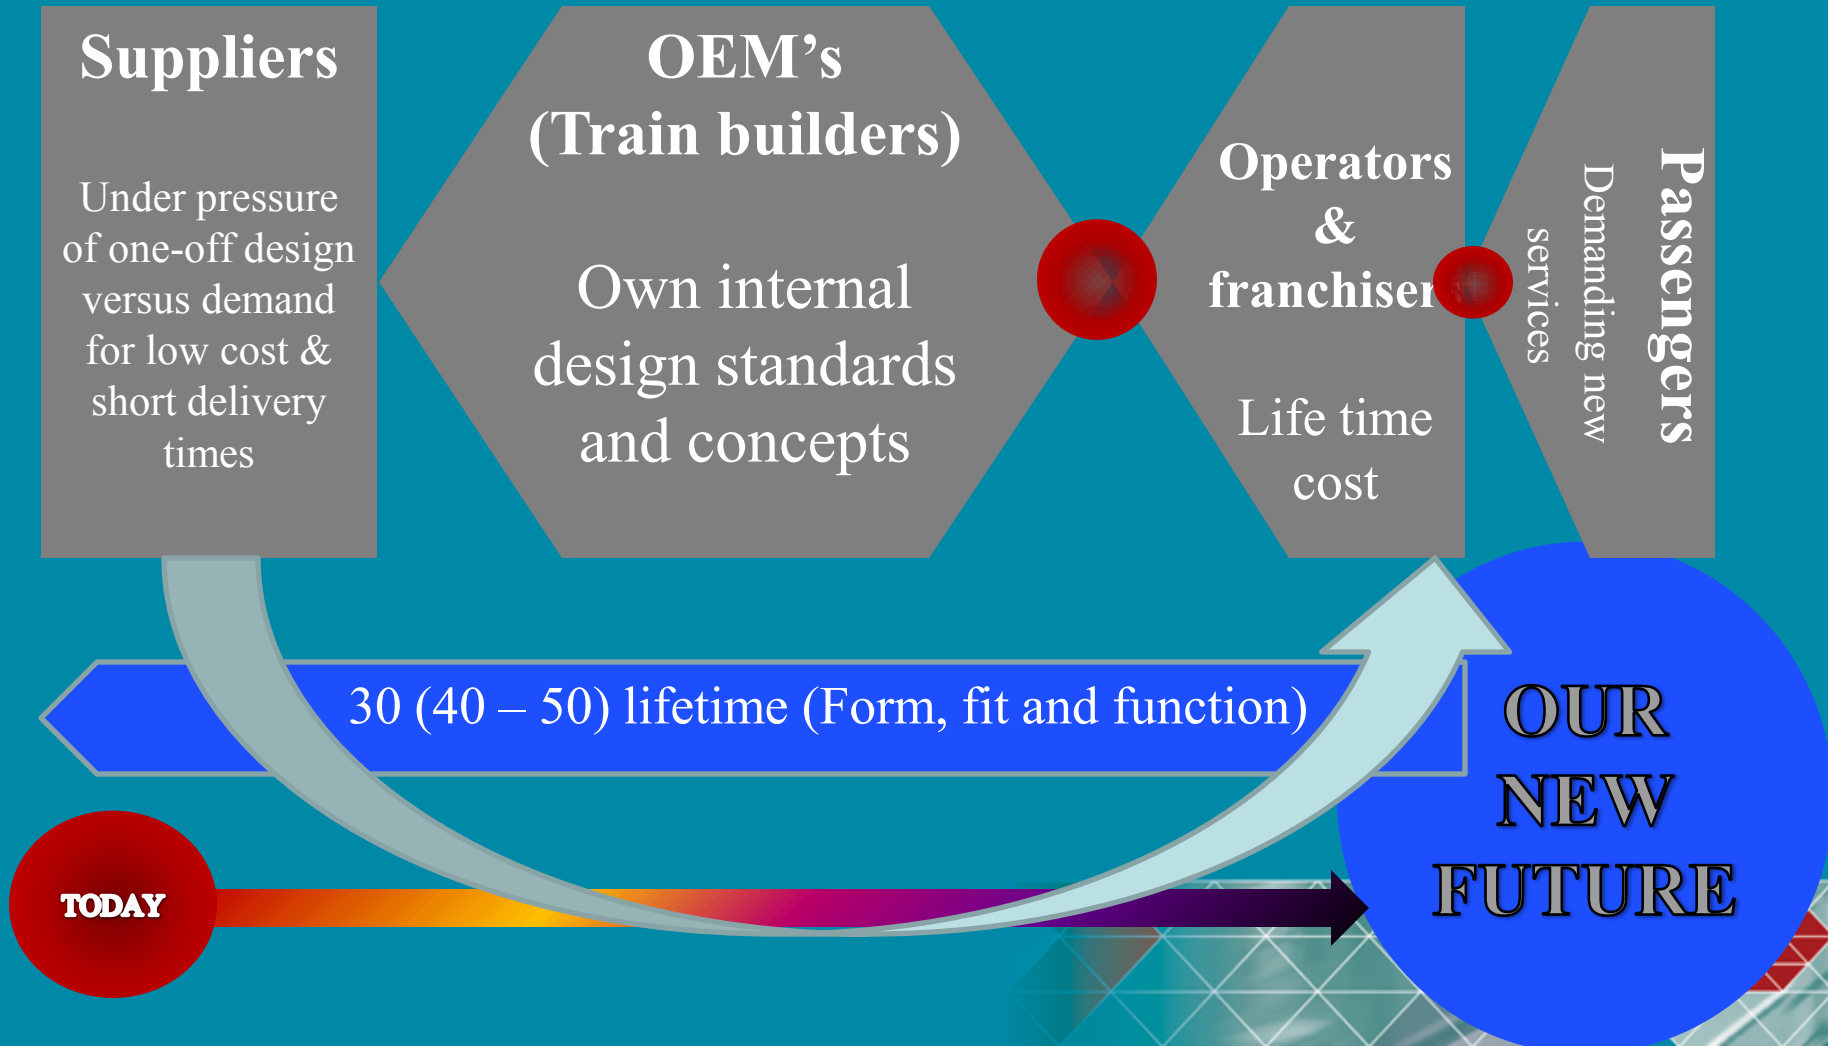 Suppliers
Under pressure
of one-off design
versus demand
for low cost &
short delivery
times
OEM’s
(Train builders)
Own internal
design standards
and concepts
Operators
&
franchisers
Life time
cost
Passengers
Demanding new
services
30 (40 – 50) lifetime (Form, fit and function)
TODAY
OUR
NEW
FUTURE